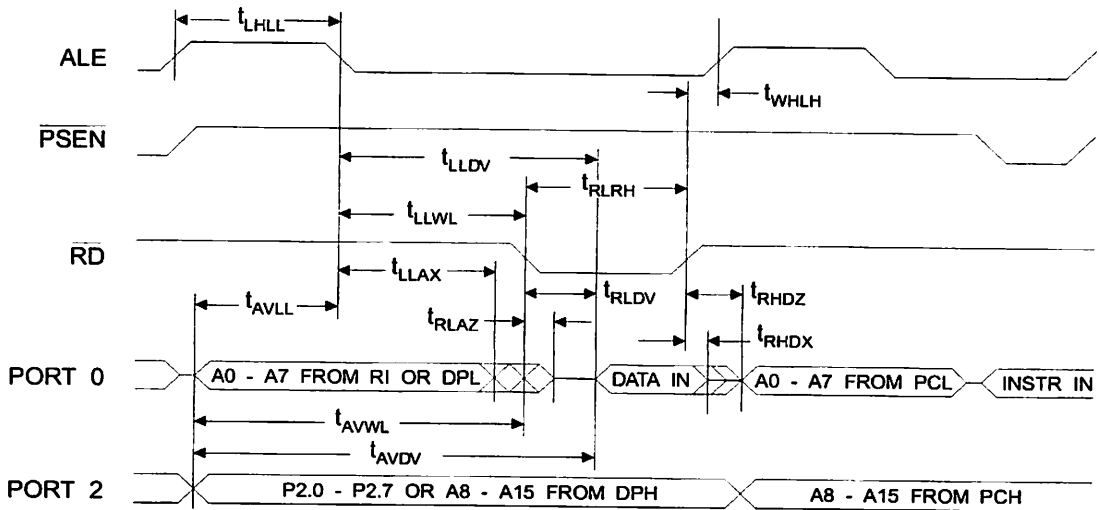 tLHLL
ALE
tWHLH
PSEN
tLLDV
tRLRH
tLLWL
RD
tLLAX
tRLDV
tRHDZ
tAVLL
tRLAZ
tRHDX
PORT 0
A0 - A7 FROM RI OR DPL
DATA IN
A0 - A7 FROM PCL
INSTR IN
tAVWL
tAVDV
PORT 2
P2.0 - P2.7 OR A8 - A15 FROM DPH
A8 - A15 FROM PCH